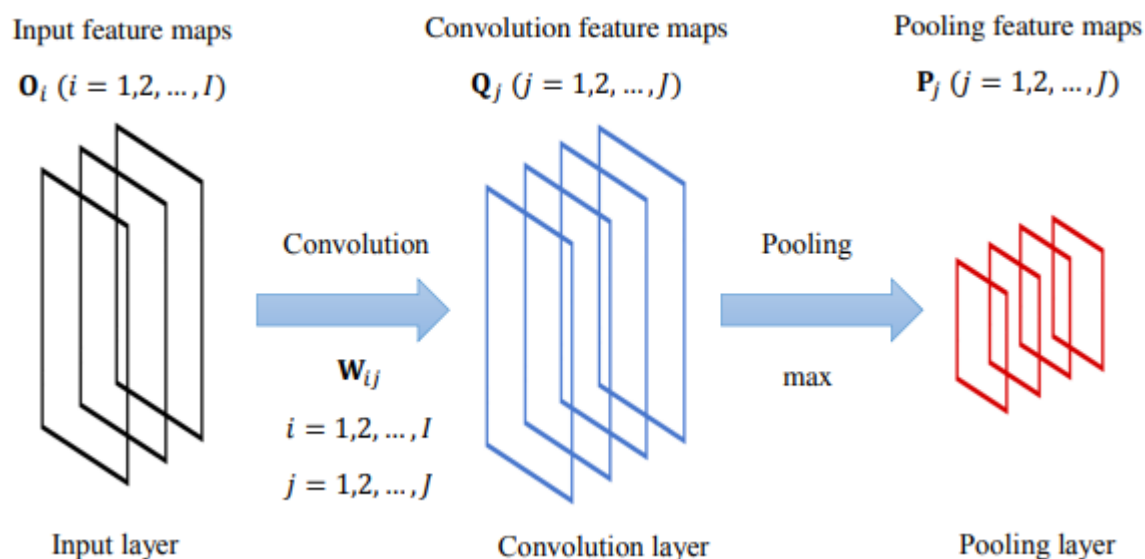 Input feature maps
O_i (i = 1,2, …, I)
Convolution feature maps
Q_j (j = 1,2, …, J)
Pooling feature maps
P_j (j = 1,2, …, J)
Convolution
W_ij
i = 1,2, …, I
j = 1,2, …, J
Pooling
max
Input layer
Convolution layer
Pooling layer